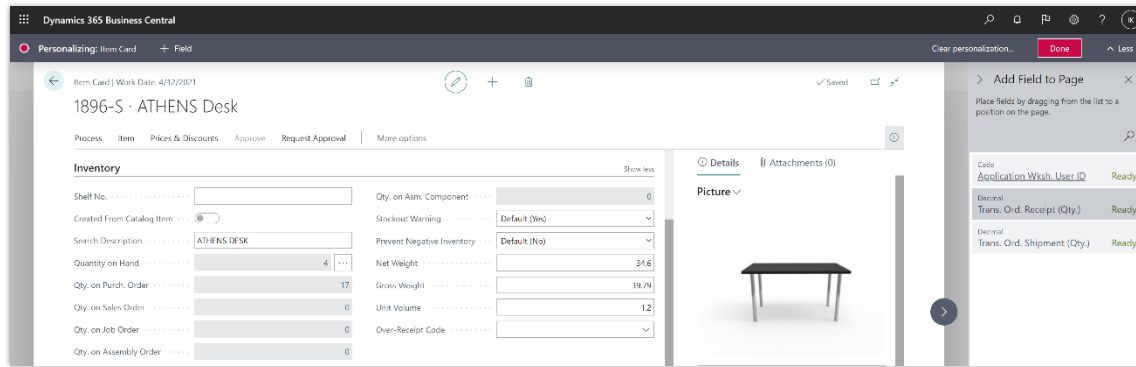 Dynamics 365 Business Central
?
IK
Personalizing: Item Card
+ Field
Clear personalization...
Done
Less
Item Card | Work Date: 4/12/2021
Saved
1896-S · ATHENS Desk
Process Item Prices & Discounts Approve Request Approval More options
Inventory
Show less
Shelf No.
Created From Catalog Item
Search Description ATHENS DESK
Quantity on Hand 4 ...
Qty. on Purch. Order 17
Qty. on Sales Order 0
Qty. on Job Order 0
Qty. on Assembly Order 0
Qty. on Asm. Component 0
Stockout Warning Default (Yes)
Prevent Negative Inventory Default (No)
Net Weight 34.6
Gross Weight 39.79
Unit Volume 1.2
Over-Receipt Code
Details Attachments (0)
Picture
Add Field to Page
Place fields by dragging from the list to a
position on the page.
Code
Application Wksh. User ID Ready
Decimal
Trans. Ord. Receipt (Qty.) Ready
Decimal
Trans. Ord. Shipment (Qty.) Ready